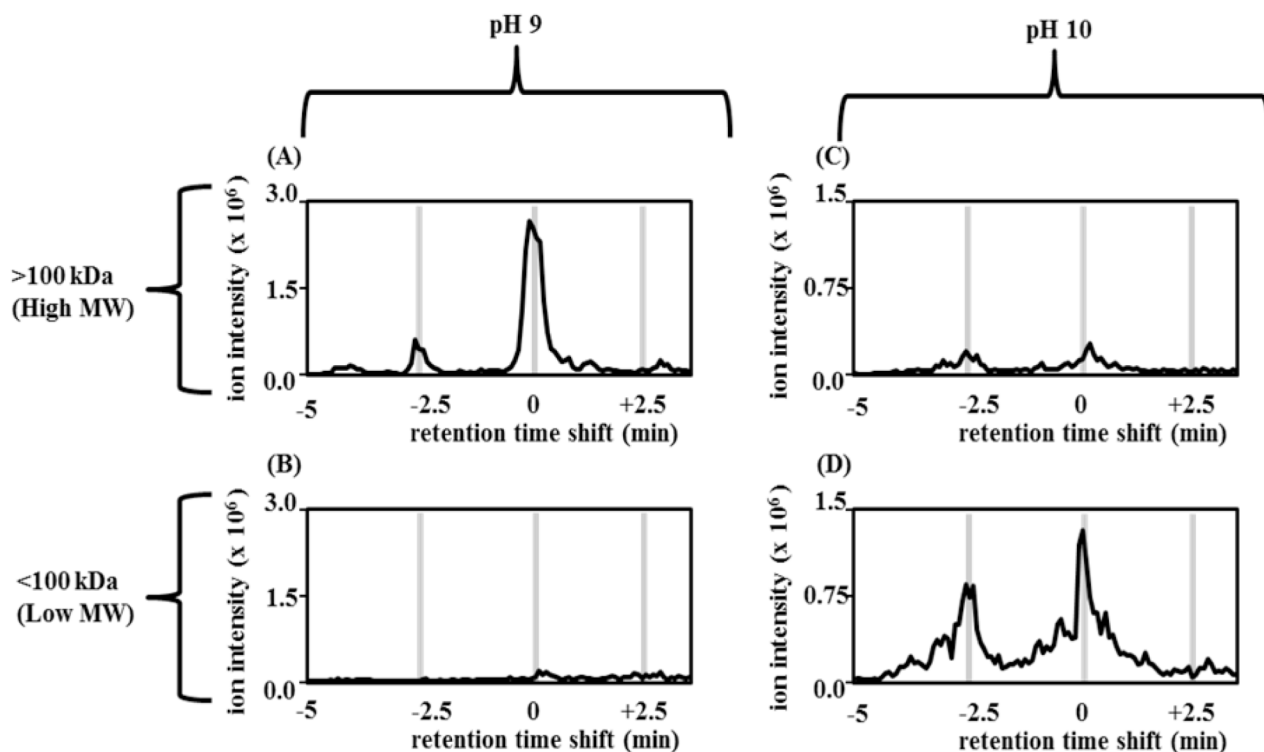 pH 9
pH 10
(A)
(C)
>100 kDa
(High MW)
ion intensity (x 10⁶)
3.0
1.5
0.0
-5
-2.5
0
+2.5
retention time shift (min)
ion intensity (x 10⁶)
1.5
0.75
0.0
-5
-2.5
0
+2.5
retention time shift (min)
(B)
(D)
<100 kDa
(Low MW)
ion intensity (x 10⁶)
3.0
1.5
0.0
-5
-2.5
0
+2.5
retention time shift (min)
ion intensity (x 10⁶)
1.5
0.75
0.0
-5
-2.5
0
+2.5
retention time shift (min)